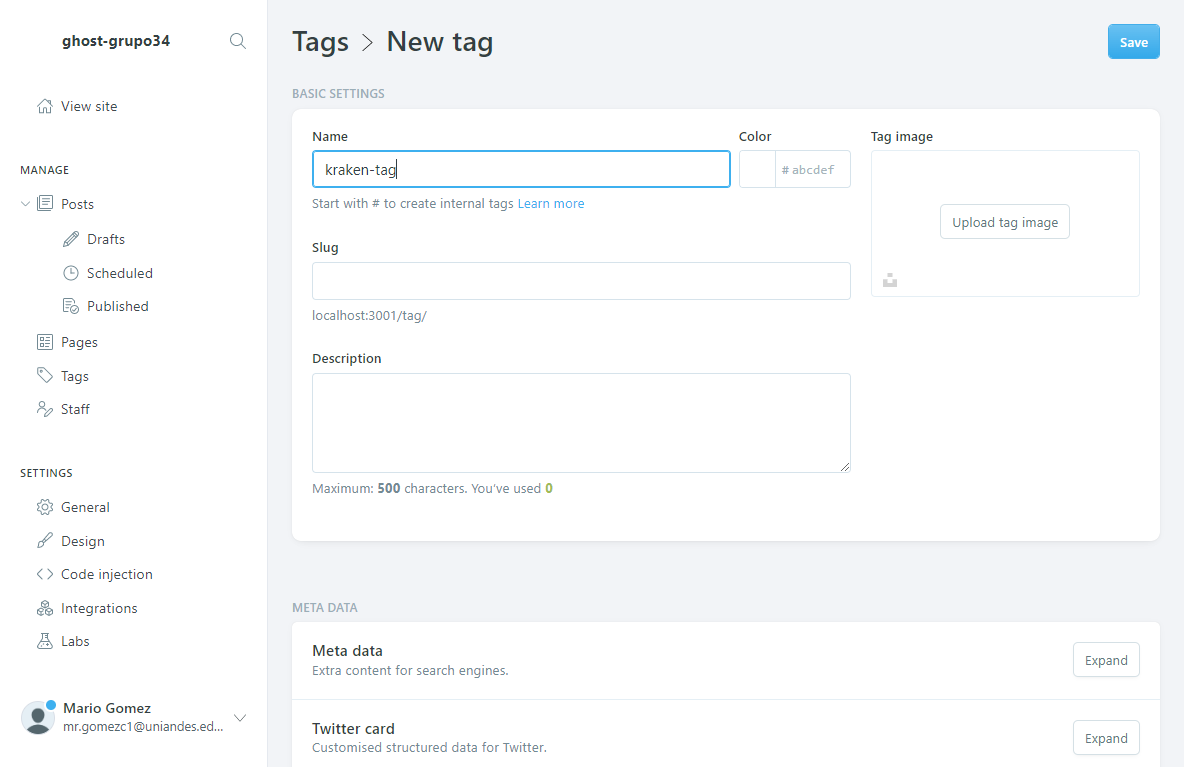 ghost-grupo34
View site
MANAGE
Posts
Drafts
Scheduled
Published
Pages
Tags
Staff
SETTINGS
General
Design
Code injection
Integrations
Labs
Mario Gomez
mr.gomezc1@uniandes.ed...
Tags > New tag
Save
BASIC SETTINGS
Name
kraken-tag
Start with # to create internal tags Learn more
Color
# abcdef
Tag image
Upload tag image
Slug
localhost:3001/tag/
Description
Maximum: 500 characters. You've used 0
META DATA
Meta data
Extra content for search engines.
Expand
Twitter card
Customised structured data for Twitter.
Expand